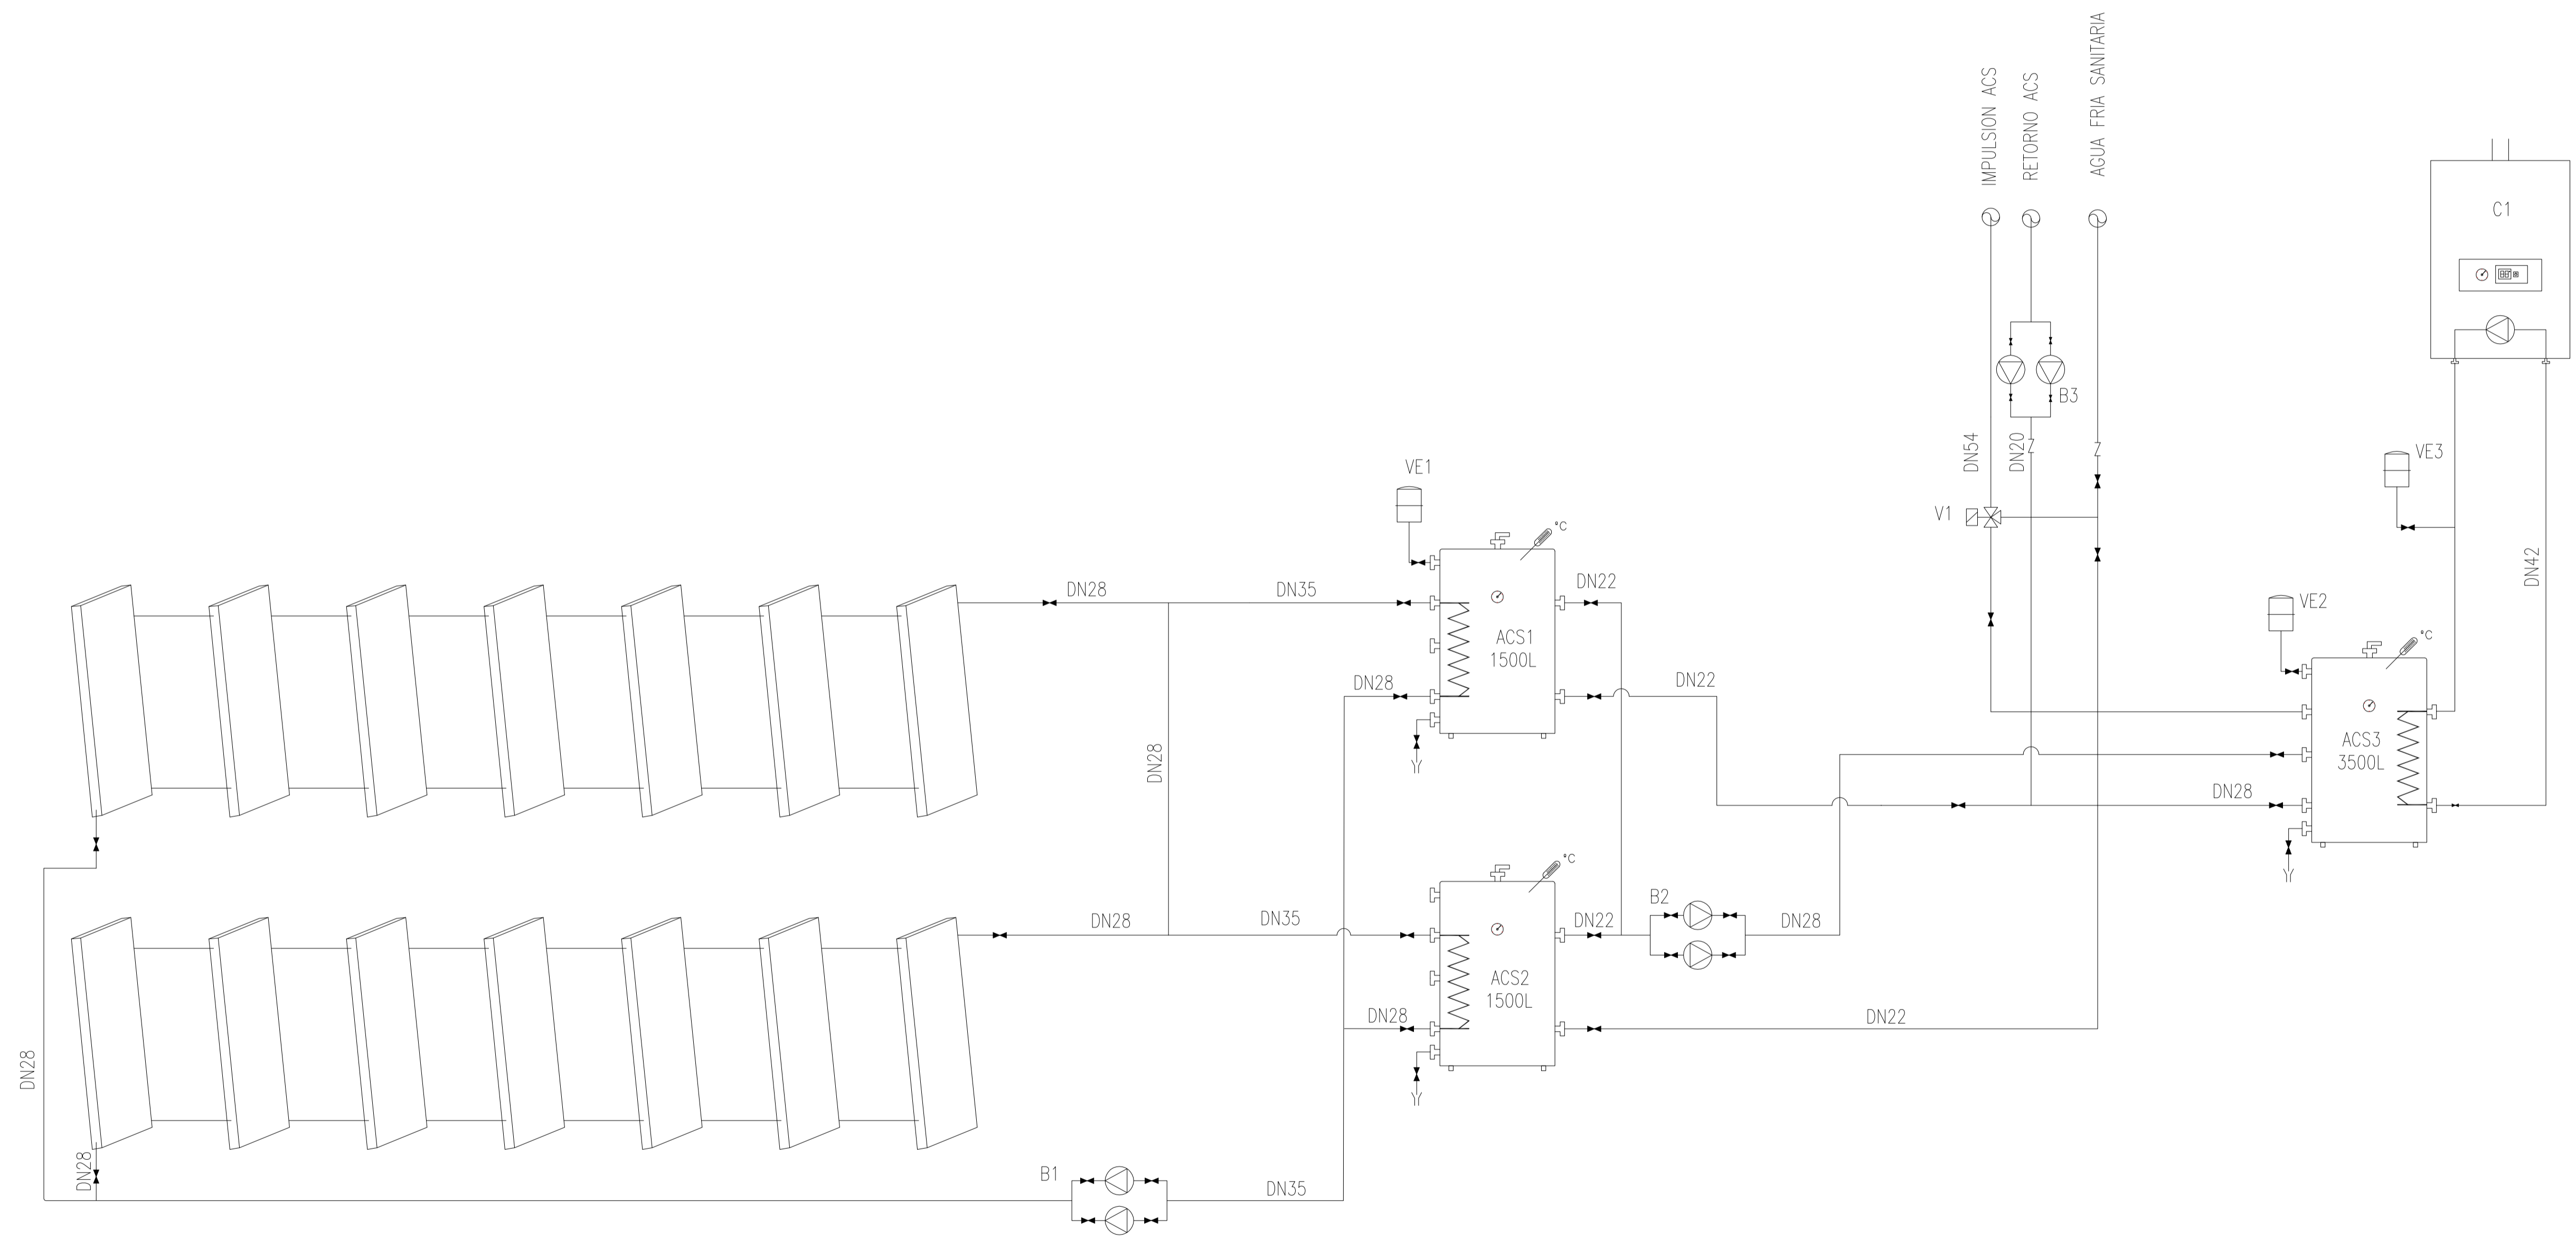 IMPULSION ACS
RETORNO ACS
AGUA FRIA SANITARIA
C1
B3
DN54
DN20
VE1
VE3
V1
°C
DN42
DN28
DN35
DN22
VE2
°C
ACS1
1500L
DN28
DN22
DN28
ACS3
3500L
DN28
°C
B2
DN28
DN35
DN22
DN28
ACS2
1500L
DN28
DN22
DN28
DN28
B1
DN35